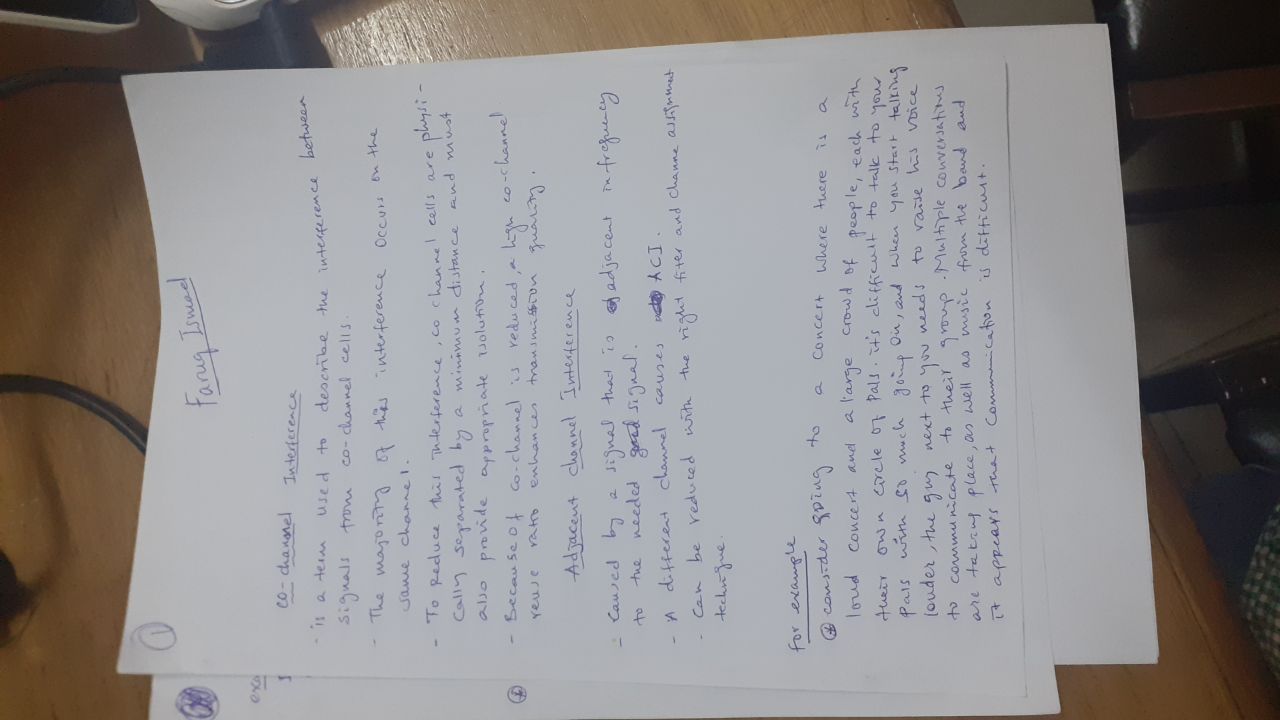 Faruq Ismael
1
co-channel Interference
- is a term used to describe the interference between
signals from co-channel cells.
- The majority of this interference occurs on the
same channel.
- To Reduce this inteference, co channel cells are physi-
cally separated by a minimum distance and must
also provide appropriate isolution.
- Because of co-channel is reduced, a high co-channel
reuse ratio enhances transmission quality.
Adjacent channel Interference
- caused by a signal that is adjacent in frequency
to the needed signal.
- A different channel causes ACI.
- Can be reduced with the right fiter and channe assignment
technique.
for example
* consider going to a concert where there is a
loud concert and a large crowd of people, each with
their own circle of pals. it's difficult to talk to your
pals with so much going on, and when you start talking
louder, the guy next to you needs to raise his voice
to communicate to their group. Multiple conversations
are taking place, as well as music from the band and
it appears that communication is difficult.
exa